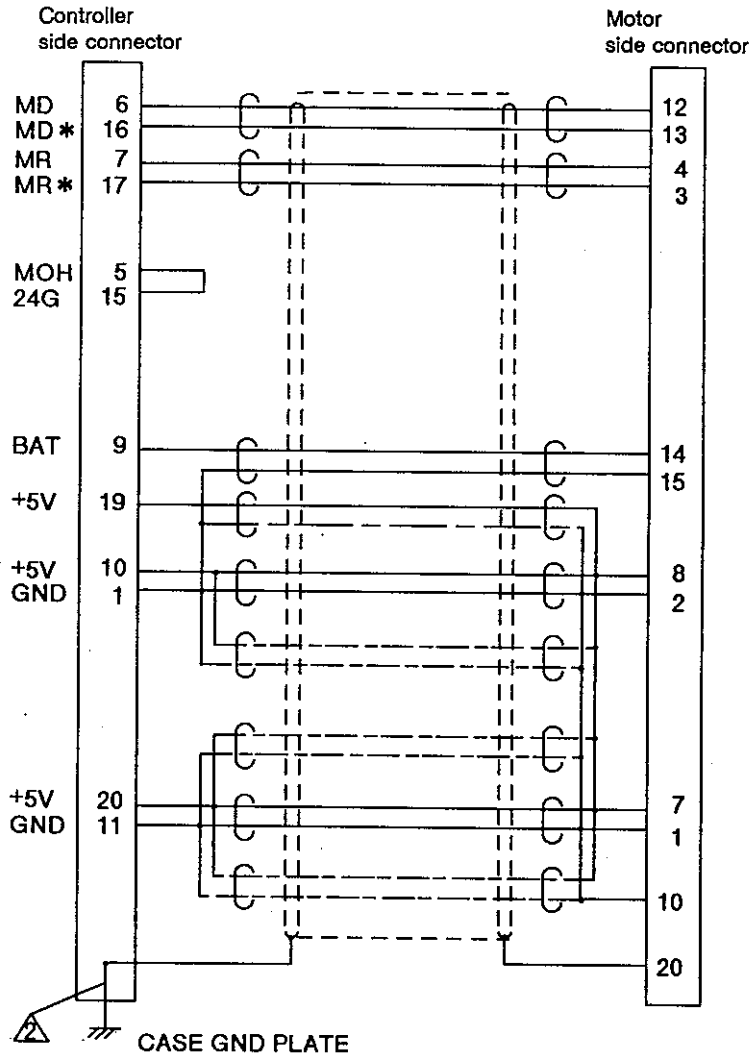 Controller
side connector
Motor
side connector
MD 6 12
MD* 16 13
MR 7 4
MR* 17 3
MOH 5
24G 15
BAT 9 14
15
+5V 19
+5V 10 8
GND 1 2
+5V 20 7
GND 11 1
10
20
2
CASE GND PLATE